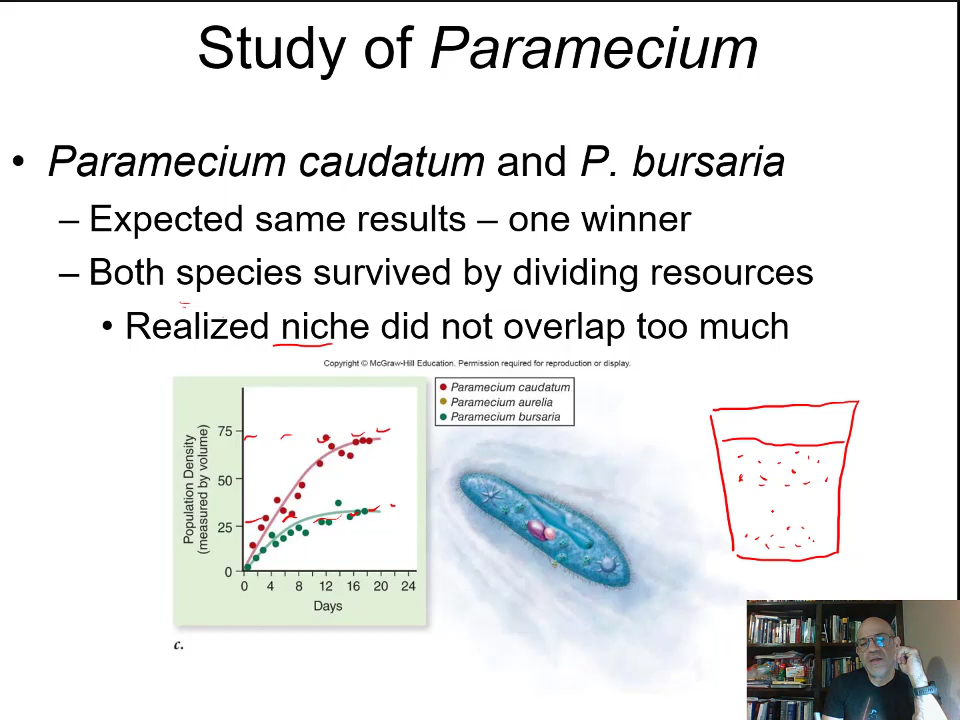 Study of Paramecium
• Paramecium caudatum and P. bursaria
– Expected same results – one winner
– Both species survived by dividing resources
• Realized niche did not overlap too much
Copyright © McGraw-Hill Education. Permission required for reproduction or display.
Paramecium caudatum
Paramecium aurelia
Paramecium bursaria
Population Density
(measured by volume)
75
50
25
0
0 4 8 12 16 20 24
Days
c.